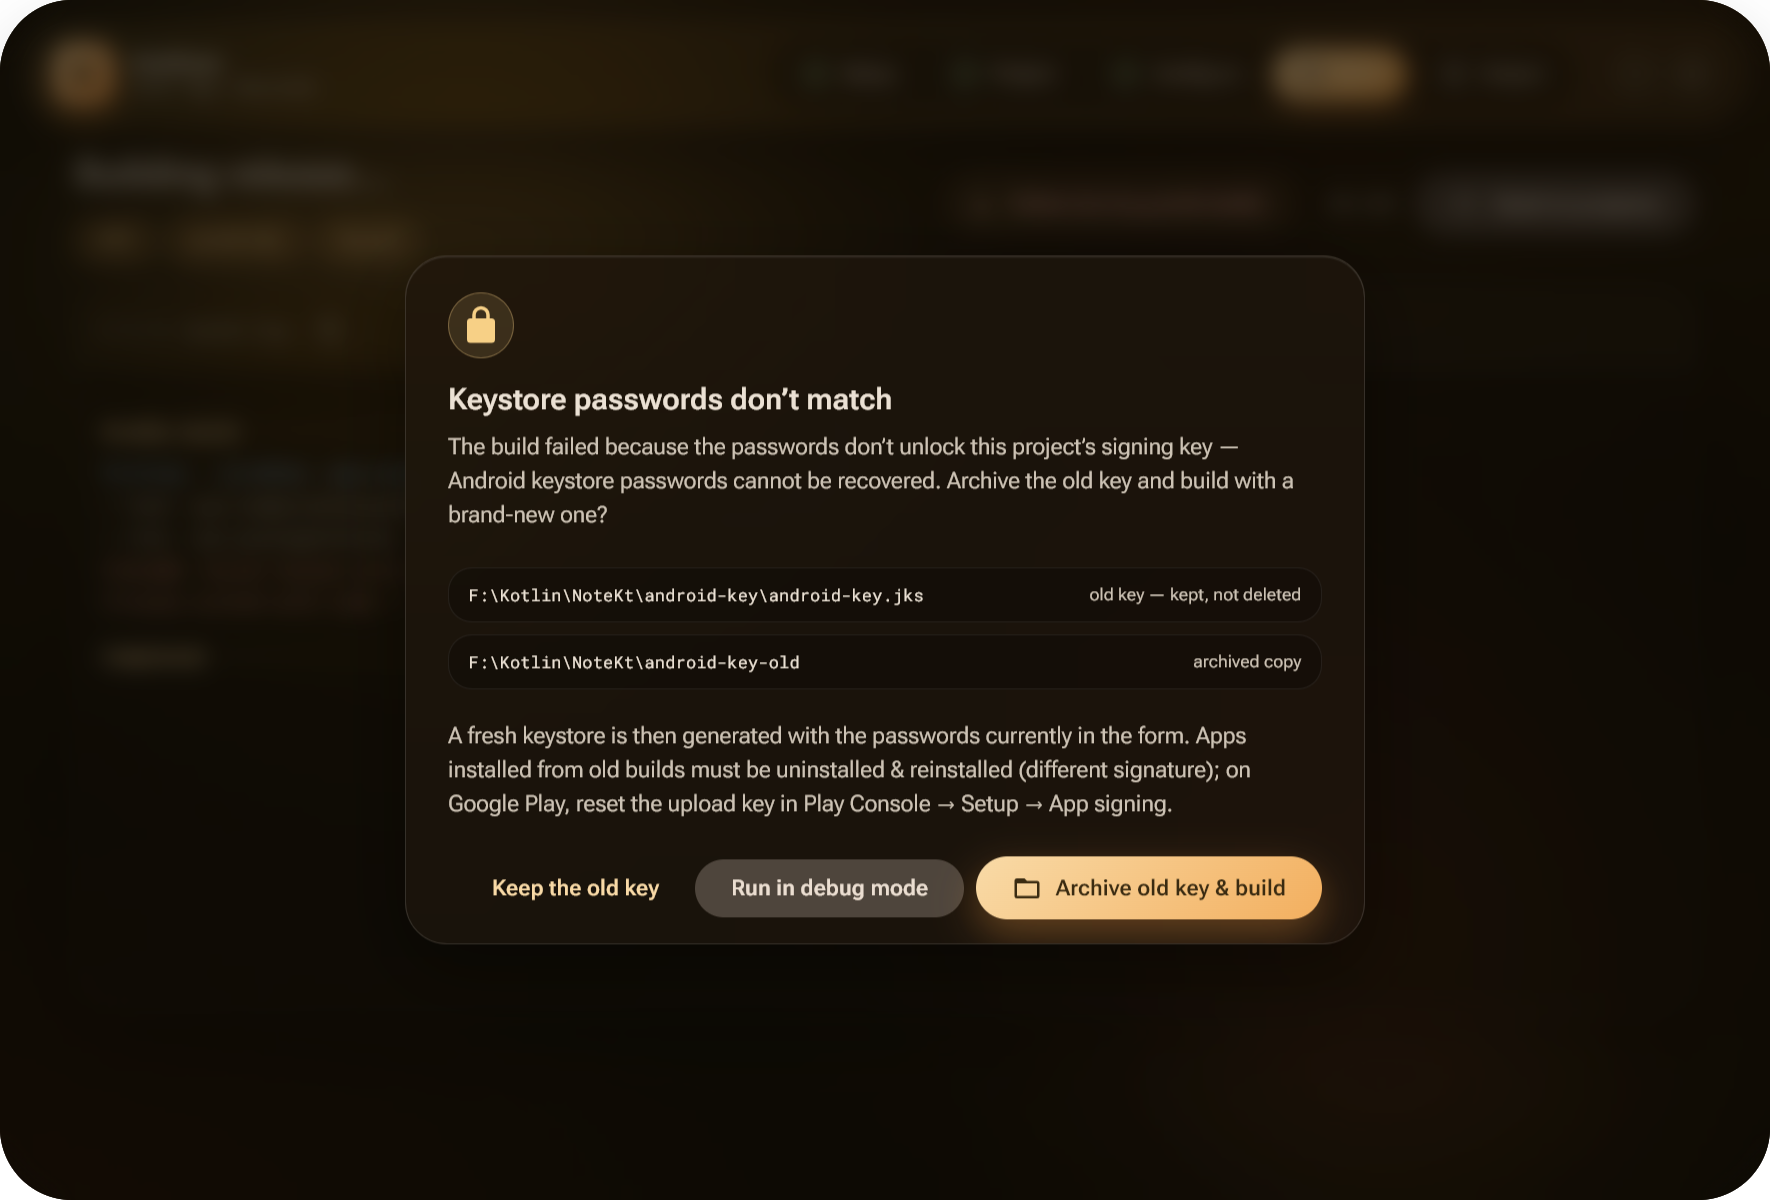 Keystore passwords don’t match
The build failed because the passwords don’t unlock this project’s signing key —
Android keystore passwords cannot be recovered. Archive the old key and build with a
brand-new one?
F:\Kotlin\NoteKt\android-key\android-key.jks old key — kept, not deleted
F:\Kotlin\NoteKt\android-key-old archived copy
A fresh keystore is then generated with the passwords currently in the form. Apps
installed from old builds must be uninstalled & reinstalled (different signature); on
Google Play, reset the upload key in Play Console → Setup → App signing.
Keep the old key Run in debug mode Archive old key & build